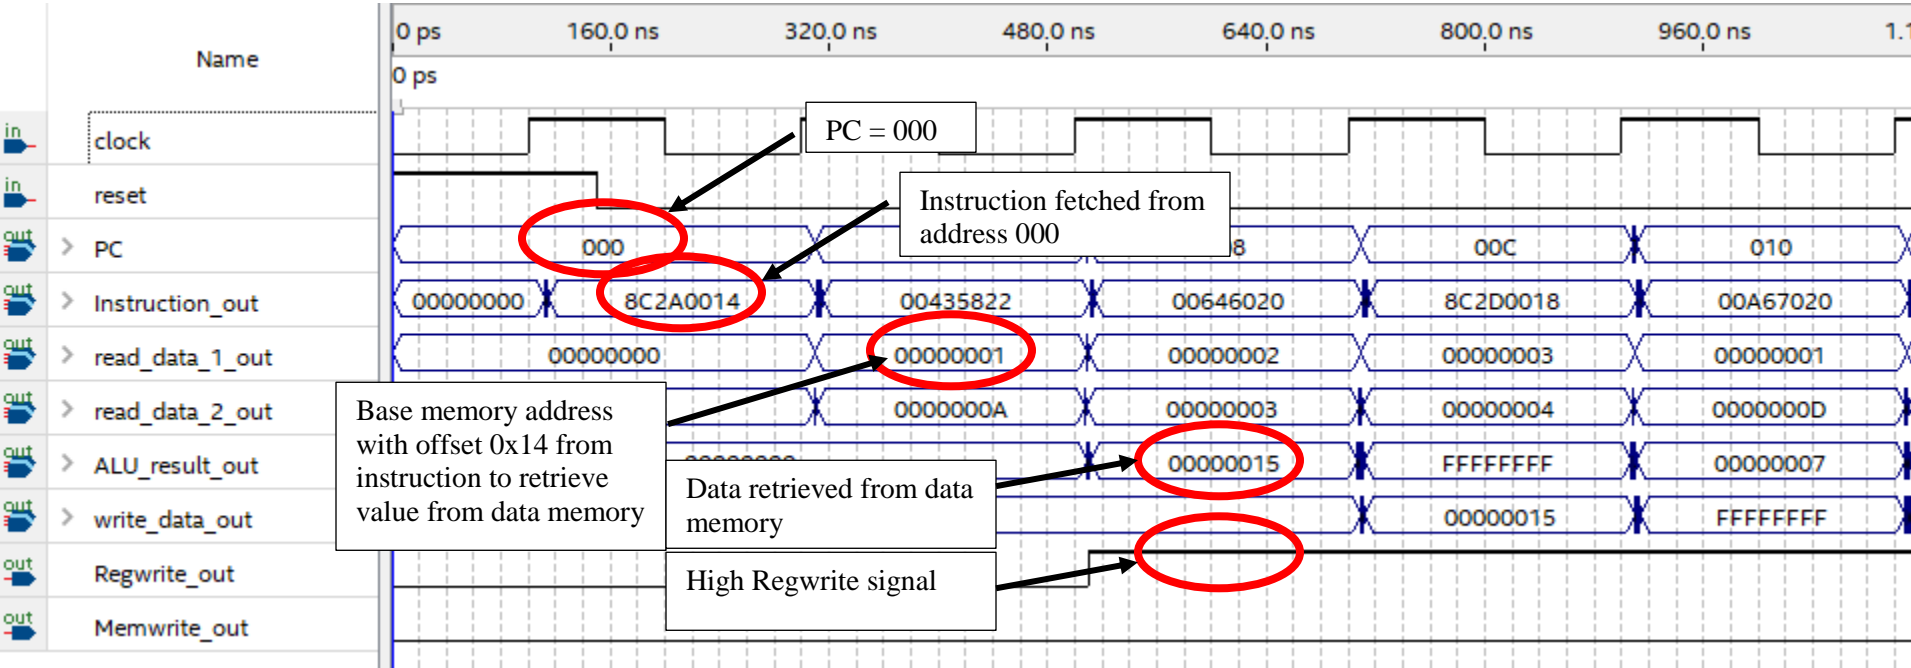 Name
0 ps 160.0 ns 320.0 ns 480.0 ns 640.0 ns 800.0 ns 960.0 ns
0 ps
in clock
PC = 000
in reset
Instruction fetched from
address 000
out > PC 000 8 00C 010
out > Instruction_out 00000000 8C2A0014 00435822 00646020 8C2D0018 00A67020
out > read_data_1_out 00000000 00000001 00000002 00000003 00000001
out > read_data_2_out 0000000A 00000003 00000004 0000000D
out > ALU_result_out 00000015 FFFFFFFF 00000007
out > write_data_out 00000015 FFFFFFFF
out Regwrite_out
out Memwrite_out
Base memory address
with offset 0x14 from
instruction to retrieve
value from data memory
Data retrieved from data
memory
High Regwrite signal